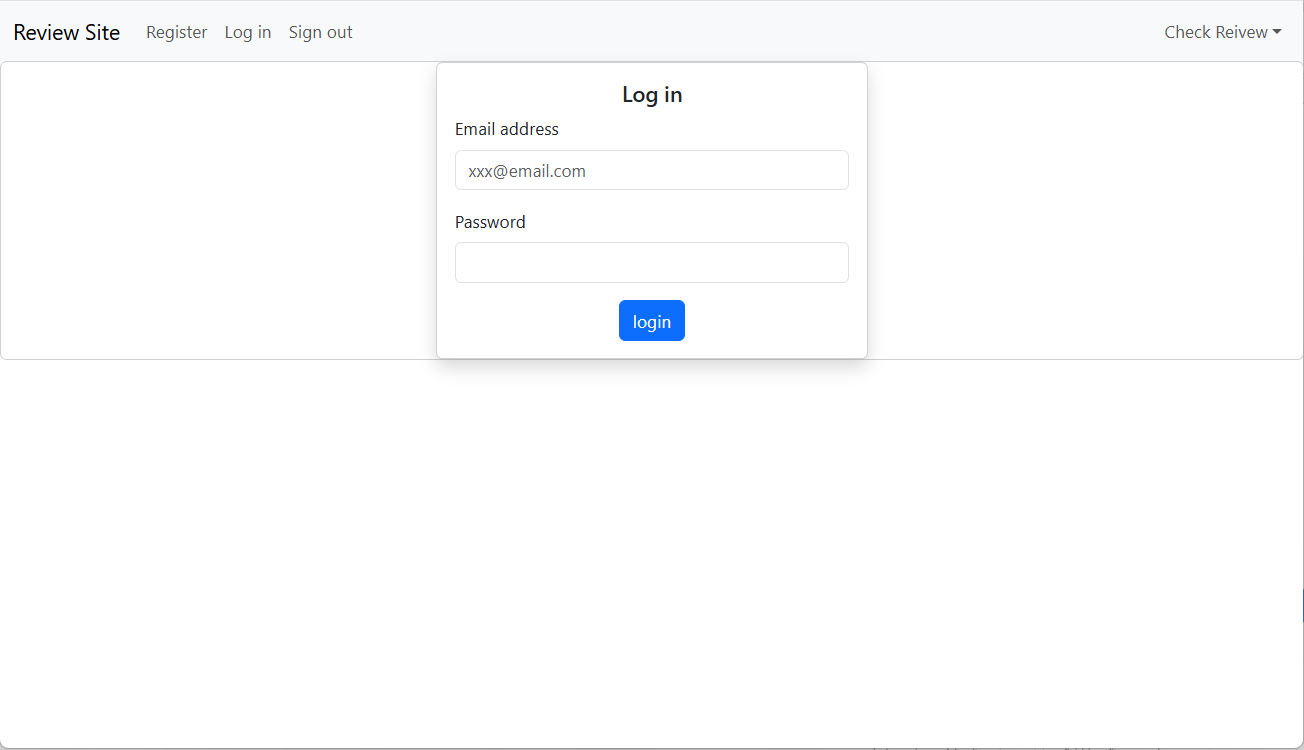 Review Site Register Log in Sign out Check Reivew
Log in
Email address
xxx@email.com
Password
login